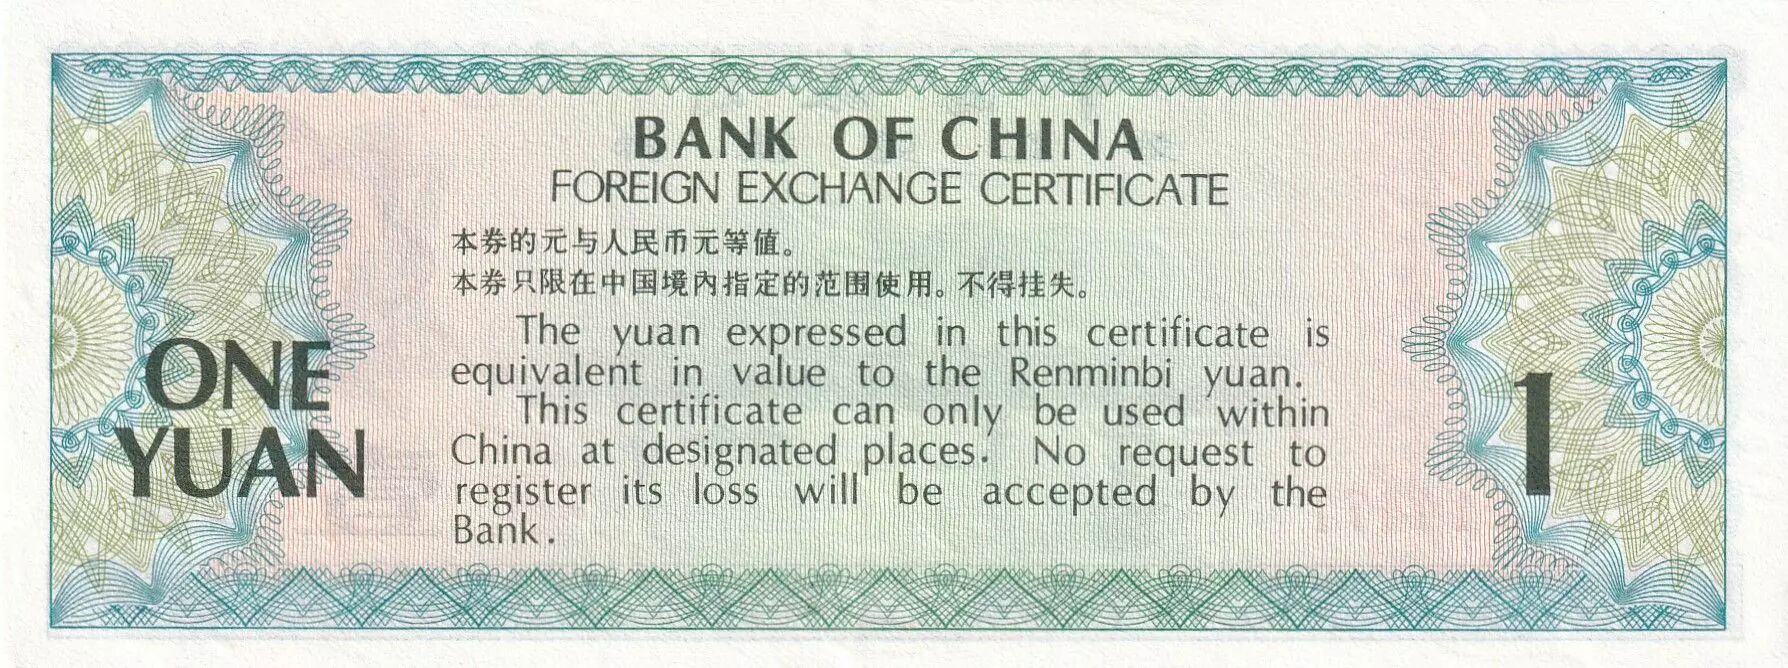 BANK OF CHINA
FOREIGN EXCHANGE CERTIFICATE
本券的元与人民币元等值。
本券只限在中国境内指定的范围使用。不得挂失。
The yuan expressed in this certificate is
equivalent in value to the Renminbi yuan.
This certificate can only be used within
China at designated places. No request to
register its loss will be accepted by the
Bank.
ONE
YUAN
1